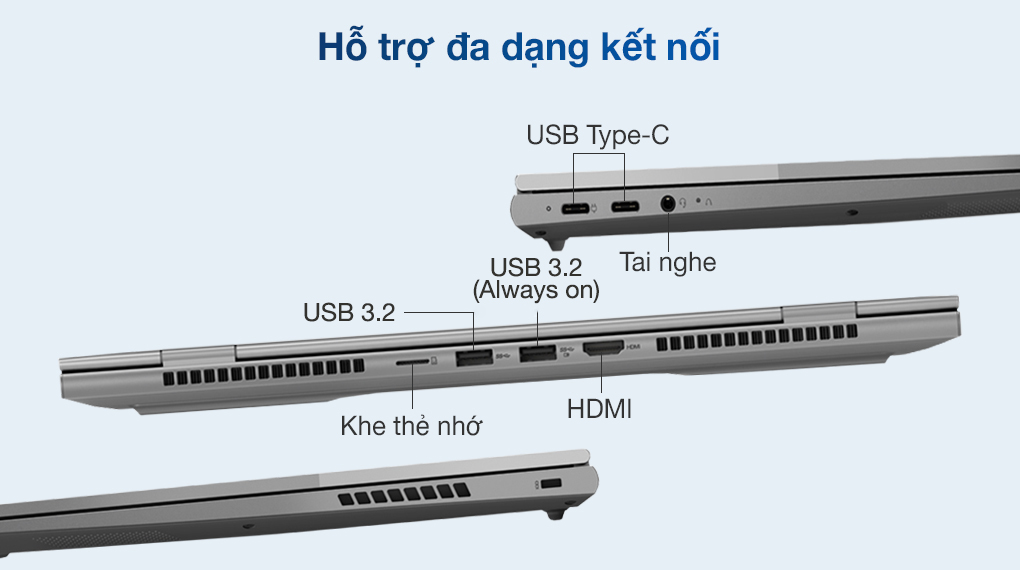 Hỗ trợ đa dạng kết nối
USB Type-C
Tai nghe
USB 3.2
(Always on)
USB 3.2
HDMI
HDMI
Khe thẻ nhớ